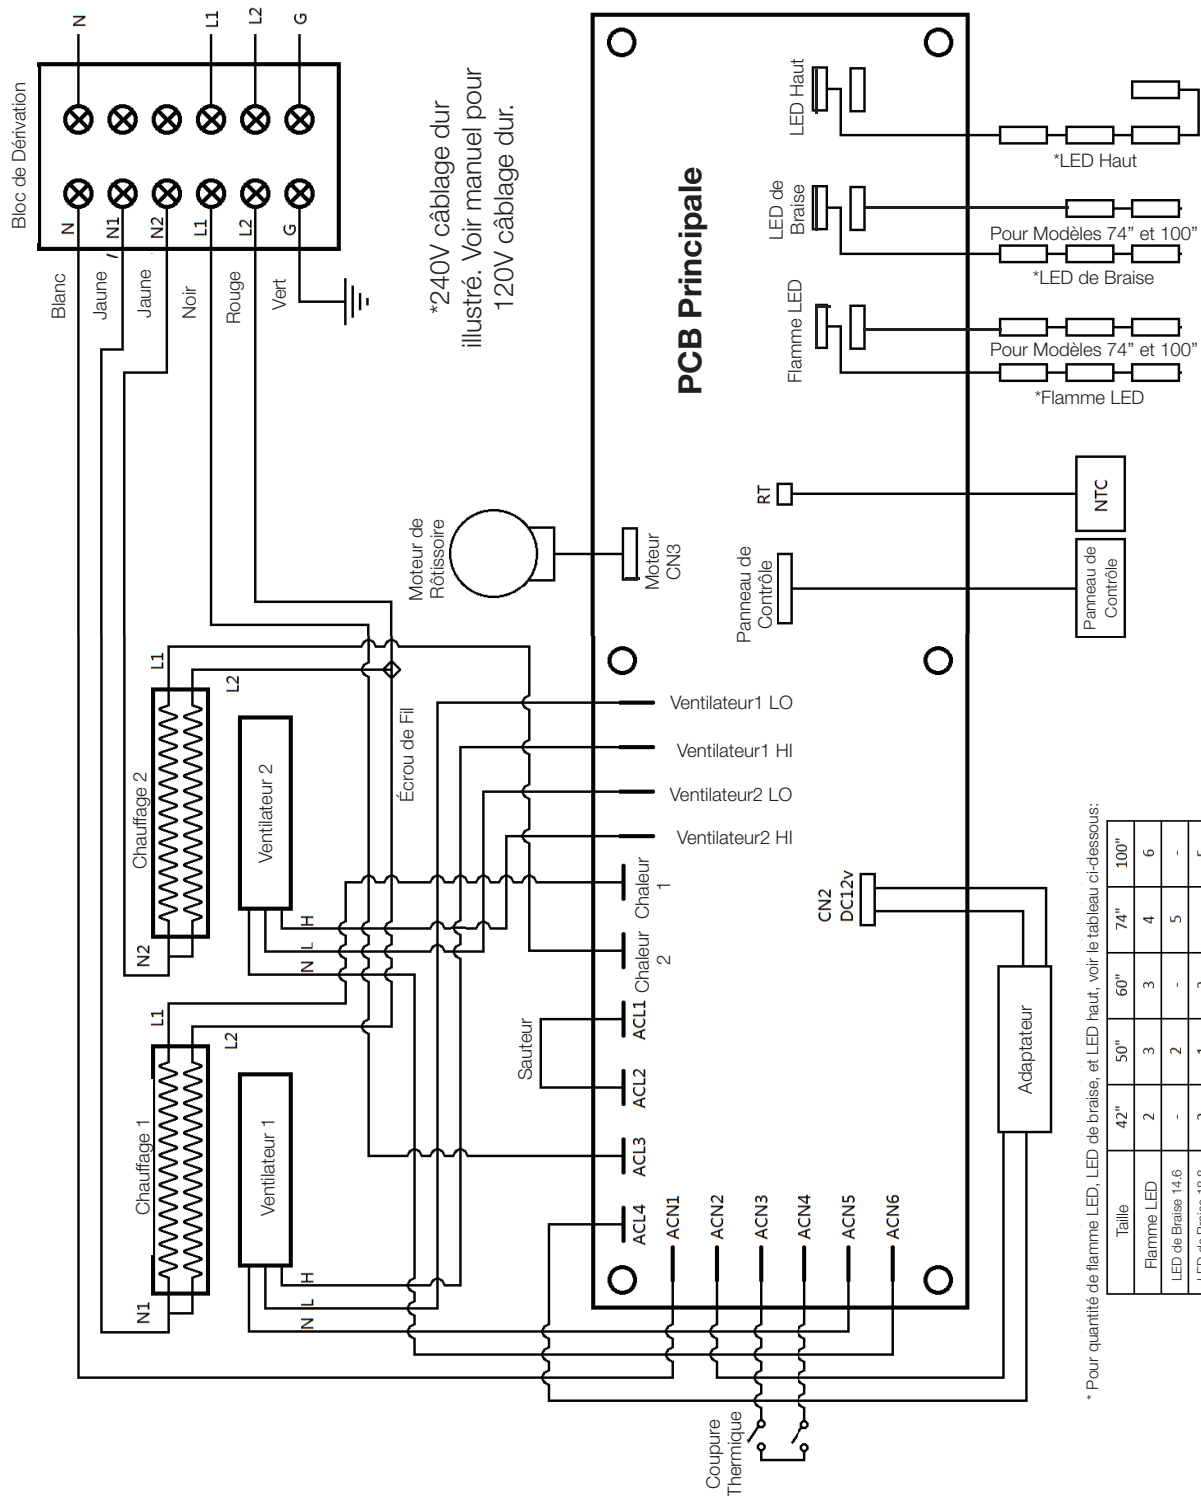 Bloc de Dérivation
N
L1
L2
G
N
N1
N2
L1
L2
G
Blanc
Jaune
Jaune
Noir
Rouge
Vert
*240V câblage dur
illustré. Voir manuel pour
120V câblage dur.
Chauffage 2
N2
L1
L2
Ventilateur 2
N
L
H
Écrou de Fil
Chauffage 1
N1
L1
L2
Ventilateur 1
N
L
H
Moteur de
Rôtissoire
Moteur
CN3
PCB Principale
LED Haut
LED de
Braise
Flamme LED
*LED Haut
Pour Modèles 74” et 100”
*LED de Braise
Pour Modèles 74” et 100”
*Flamme LED
RT
NTC
Panneau de
Contrôle
Panneau de
Contrôle
Ventilateur1 LO
Ventilateur1 HI
Ventilateur2 LO
Ventilateur2 HI
Chaleur
1
Chaleur
2
Sauteur
ACL1
ACL2
ACL3
ACL4
ACN1
ACN2
ACN3
ACN4
ACN5
ACN6
CN2
DC12v
Adaptateur
Coupure
Thermique
* Pour quantité de flamme LED, LED de braise, et LED haut, voir le tableau ci-dessous:
Taille 42" 50" 60" 74" 100"
Flamme LED 2 3 3 4 6
LED de Braise 14.6 - 2 - 5 -